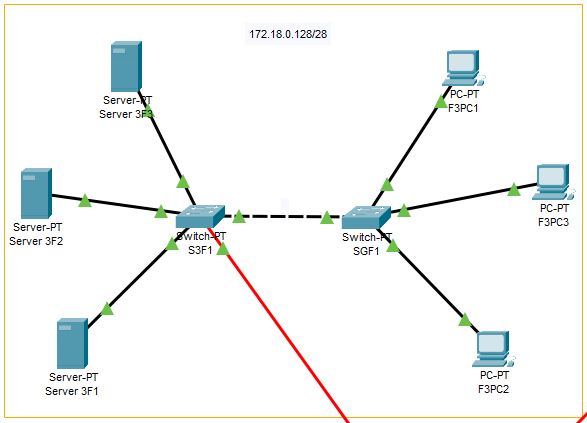 172.18.0.128/28
Server-PT
Server 3F3
PC-PT
F3PC1
Server-PT
Server 3F2
Switch-PT
S3F1
Switch-PT
SGF1
PC-PT
F3PC3
Server-PT
Server 3F1
PC-PT
F3PC2